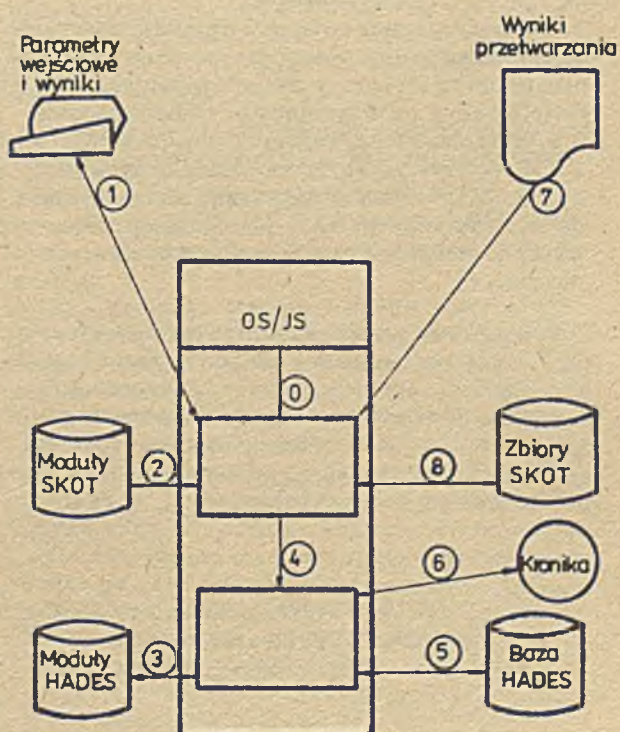 Parametry
wejściowe
i wyniki
Wyniki
przetwarzania
1
7
OS/JS
0
Moduły
SKOT
2
8
Zbiory
SKOT
4
6
Kronika
Moduły
HADES
3
5
Baza
HADES